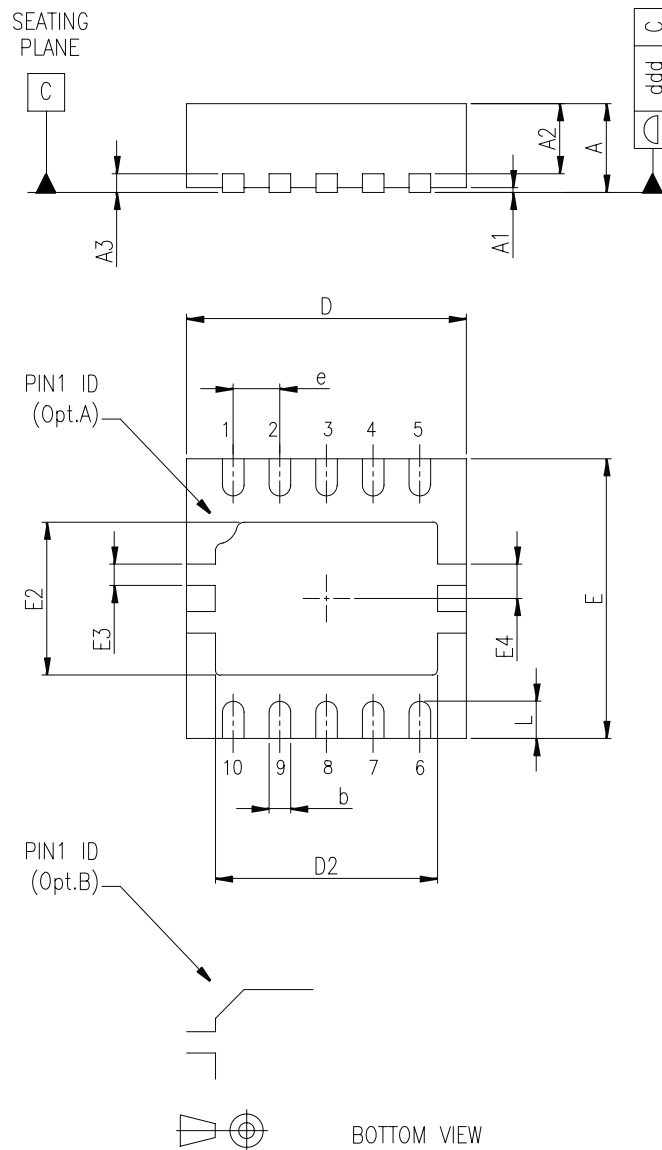 SEATING
PLANE
C
C
ddd
A2
A
A3
A1
D
PIN1 ID
(Opt.A)
e
1 2 3 4 5
E2
E3
E4
E
L
10 9 8 7 6
b
D2
PIN1 ID
(Opt.B)
BOTTOM VIEW